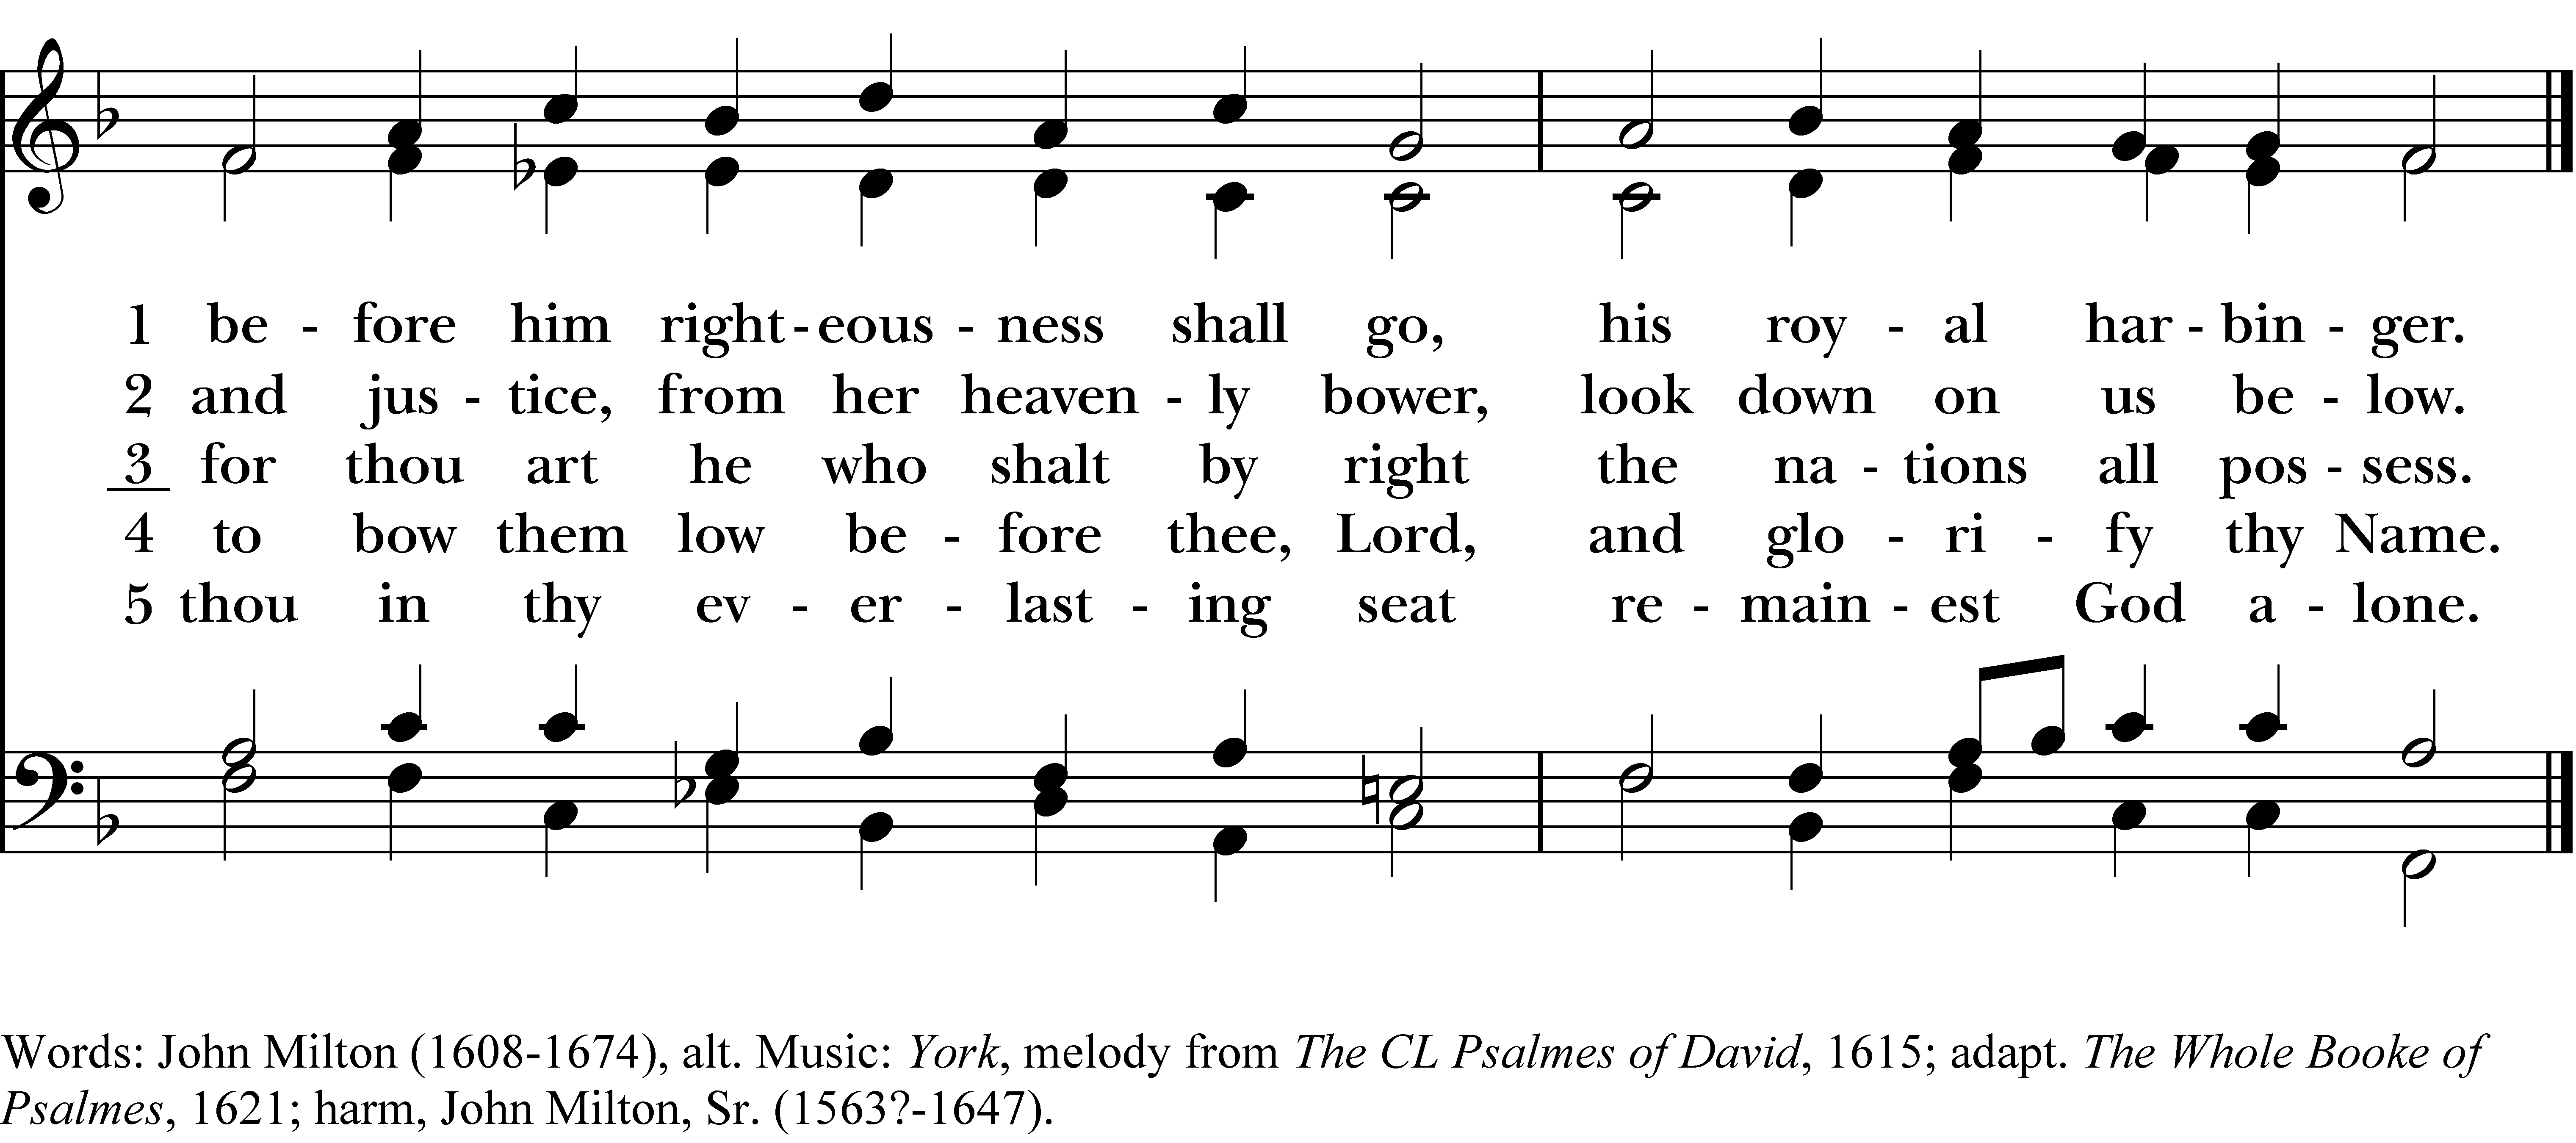 1 be - fore him right - eous - ness shall go, his roy - al har - bin - ger.
2 and jus - tice, from her heaven - ly bower, look down on us be - low.
3 for thou art he who shalt by right the na - tions all pos - sess.
4 to bow them low be - fore thee, Lord, and glo - ri - fy thy Name.
5 thou in thy ev - er - last - ing seat re - main - est God a - lone.
Words: John Milton (1608-1674), alt. Music: York, melody from The CL Psalmes of David, 1615; adapt. The Whole Booke of
Psalmes, 1621; harm, John Milton, Sr. (1563?-1647).